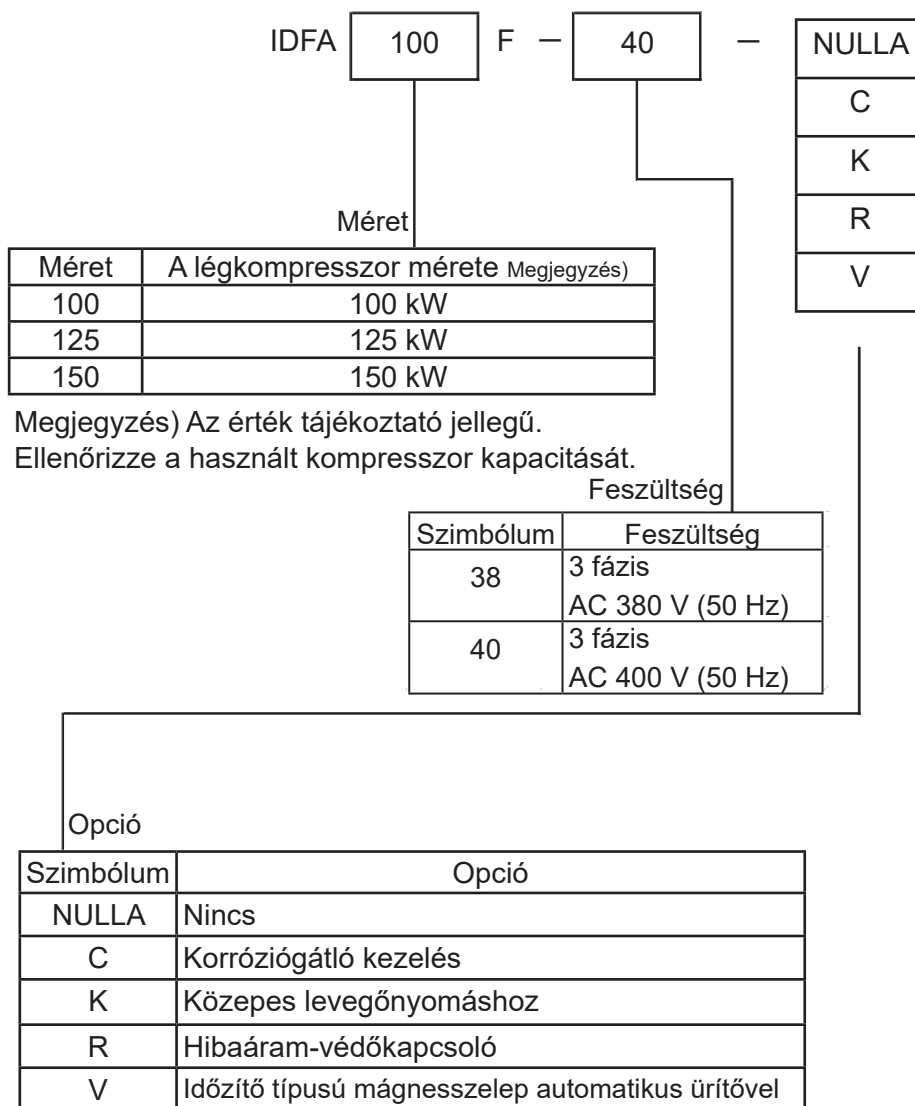 IDFA 100 F － 40 － NULLA
C
K
R
V
Méret
Méret A légkompresszor mérete Megjegyzés)
100 100 kW
125 125 kW
150 150 kW
Megjegyzés) Az érték tájékoztató jellegű.
Ellenőrizze a használt kompresszor kapacitását.
Feszültség
Szimbólum Feszültség
38 3 fázis
AC 380 V (50 Hz)
40 3 fázis
AC 400 V (50 Hz)
Opció
Szimbólum Opció
NULLA Nincs
C Korróziógátló kezelés
K Közepes levegőnyomáshoz
R Hibaáram-védőkapcsoló
V Időzítő típusú mágnesszelep automatikus ürítővel